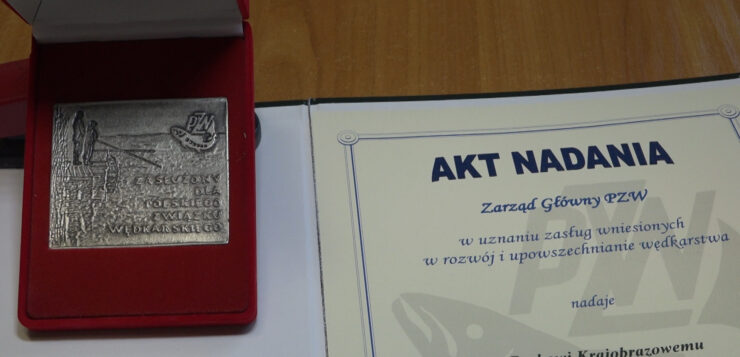 PZW
ZASŁUŻONY
DLA
POLSKIEGO
ZWIĄZKU
WĘDKARSKIEGO
AKT NADANIA
Zarząd Główny PZW
w uznaniu zasług wniesionych
w rozwój i upowszechnianie wędkarstwa
nadaje
Krajobrazowemu
PZW